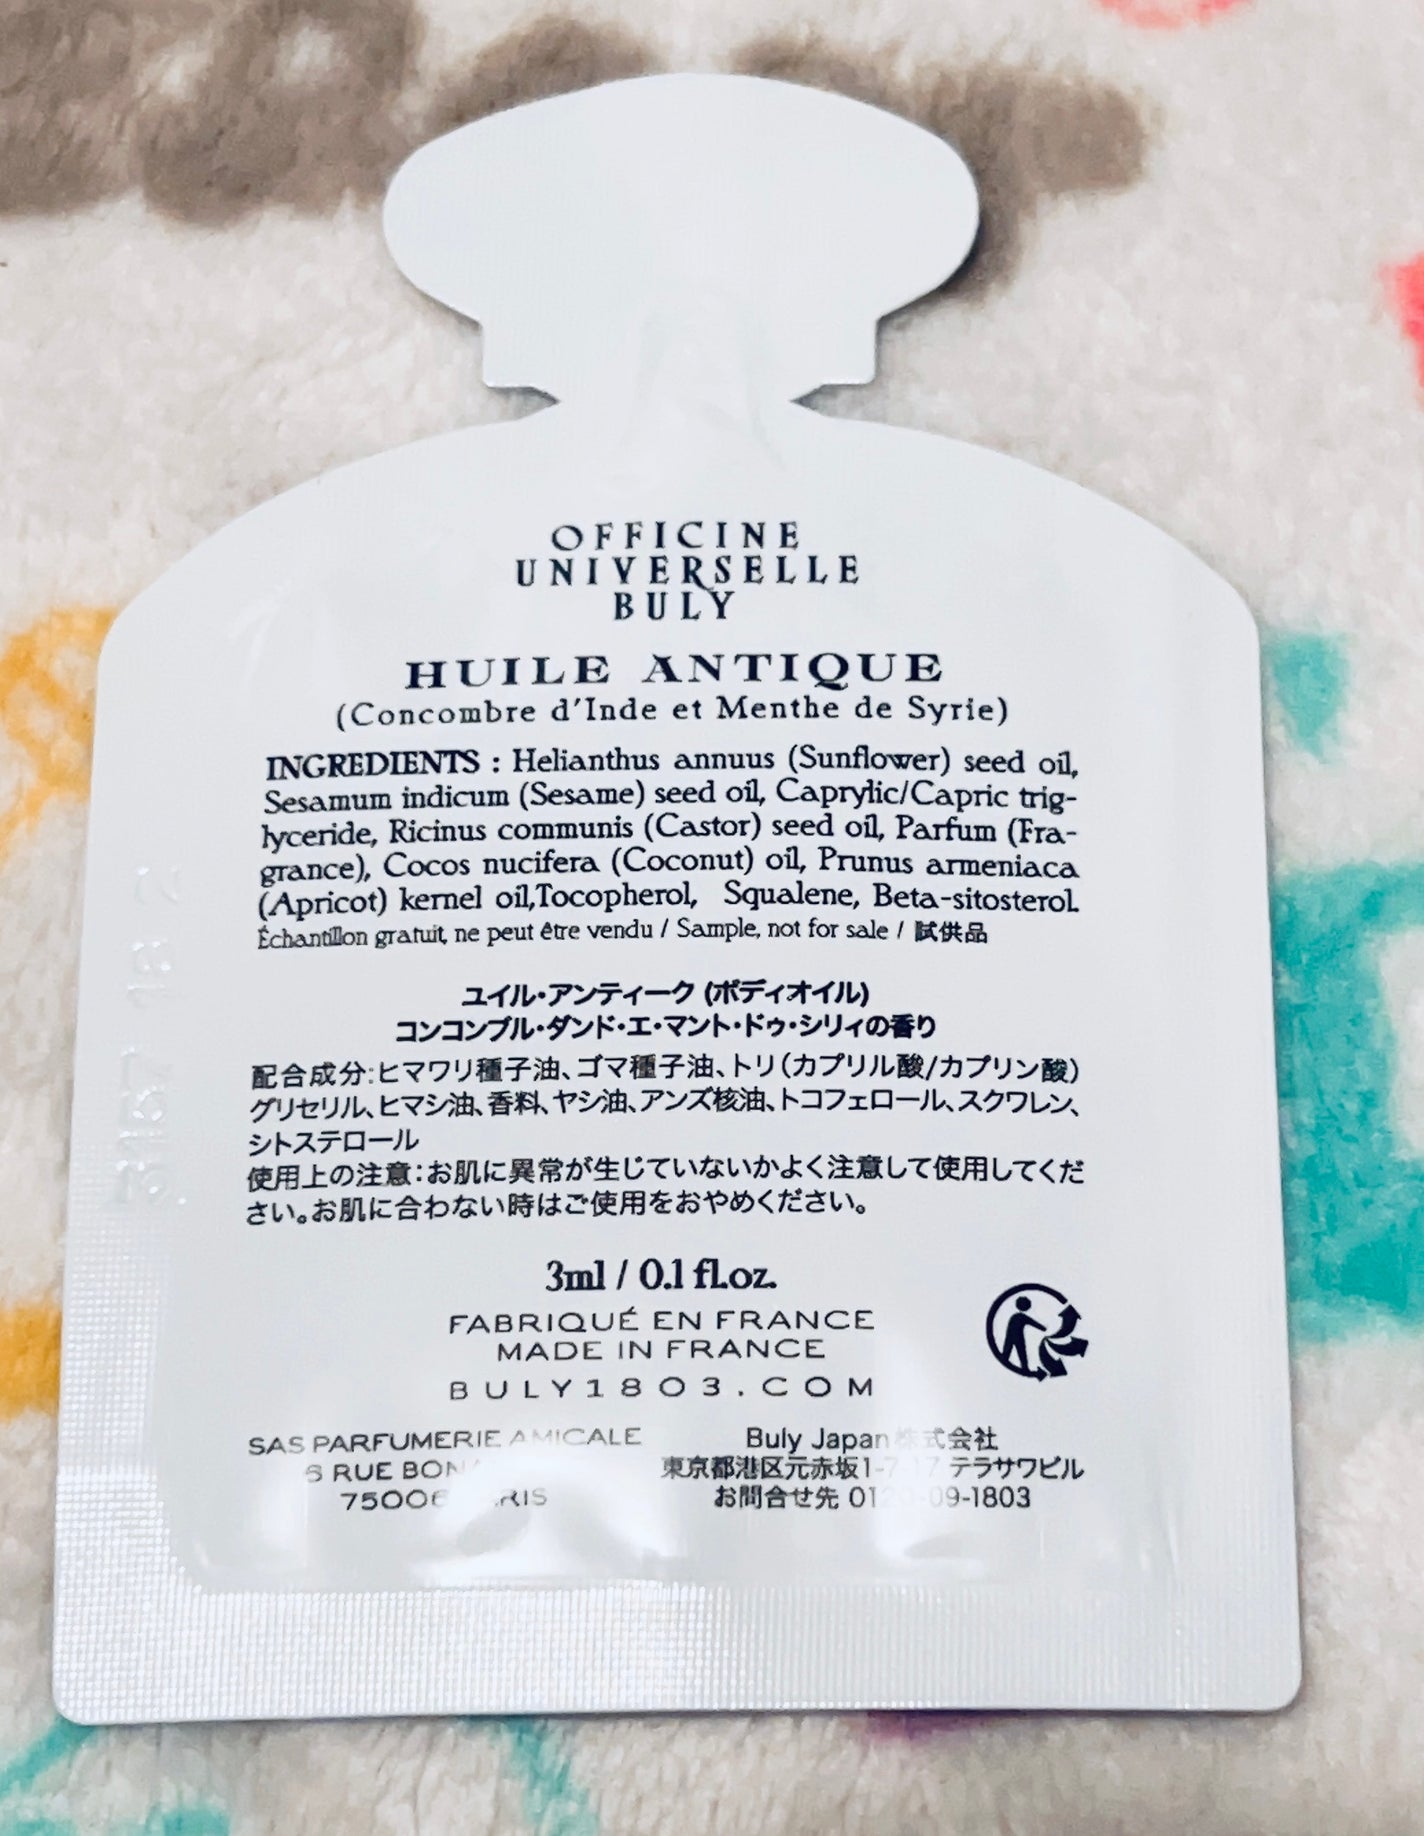 OFFICINE
UNIVERSELLE
BULY
HUILE ANTIQUE
(Concombre d'Inde et Menthe de Syrie)
INGREDIENTS : Helianthus annuus (Sunflower) seed oil,
Sesamum indicum (Sesame) seed oil, Caprylic/Capric trig-
lyceride, Ricinus communis (Castor) seed oil, Parfum (Fra-
grance), Cocos nucifera (Coconut) oil, Prunus armeniaca
(Apricot) kernel oil,Tocopherol, Squalene, Beta-sitosterol.
Échantillon gratuit, ne peut être vendu / Sample, not for sale / 試供品
ユイル・アンティーク (ボディオイル)
コンコンブル・ダンド・エ・マント・ドゥ・シリィの香り
配合成分:ヒマワリ種子油、ゴマ種子油、トリ(カプリル酸/カプリン酸)
グリセリル、ヒマシ油、香料、ヤシ油、アンズ核油、トコフェロール、スクワレン、
シトステロール
使用上の注意:お肌に異常が生じていないかよく注意して使用してくだ
さい。お肌に合わない時はご使用をおやめください。
3ml / 0.1 fl.oz.
FABRIQUÉ EN FRANCE
MADE IN FRANCE
BULY1803.COM
SAS PARFUMERIE AMICALE
6 RUE
75006
Buly Japan 株式会社
東京都港区元赤坂1-7-17 テラサワビル
お問合せ先 0120-09-1803